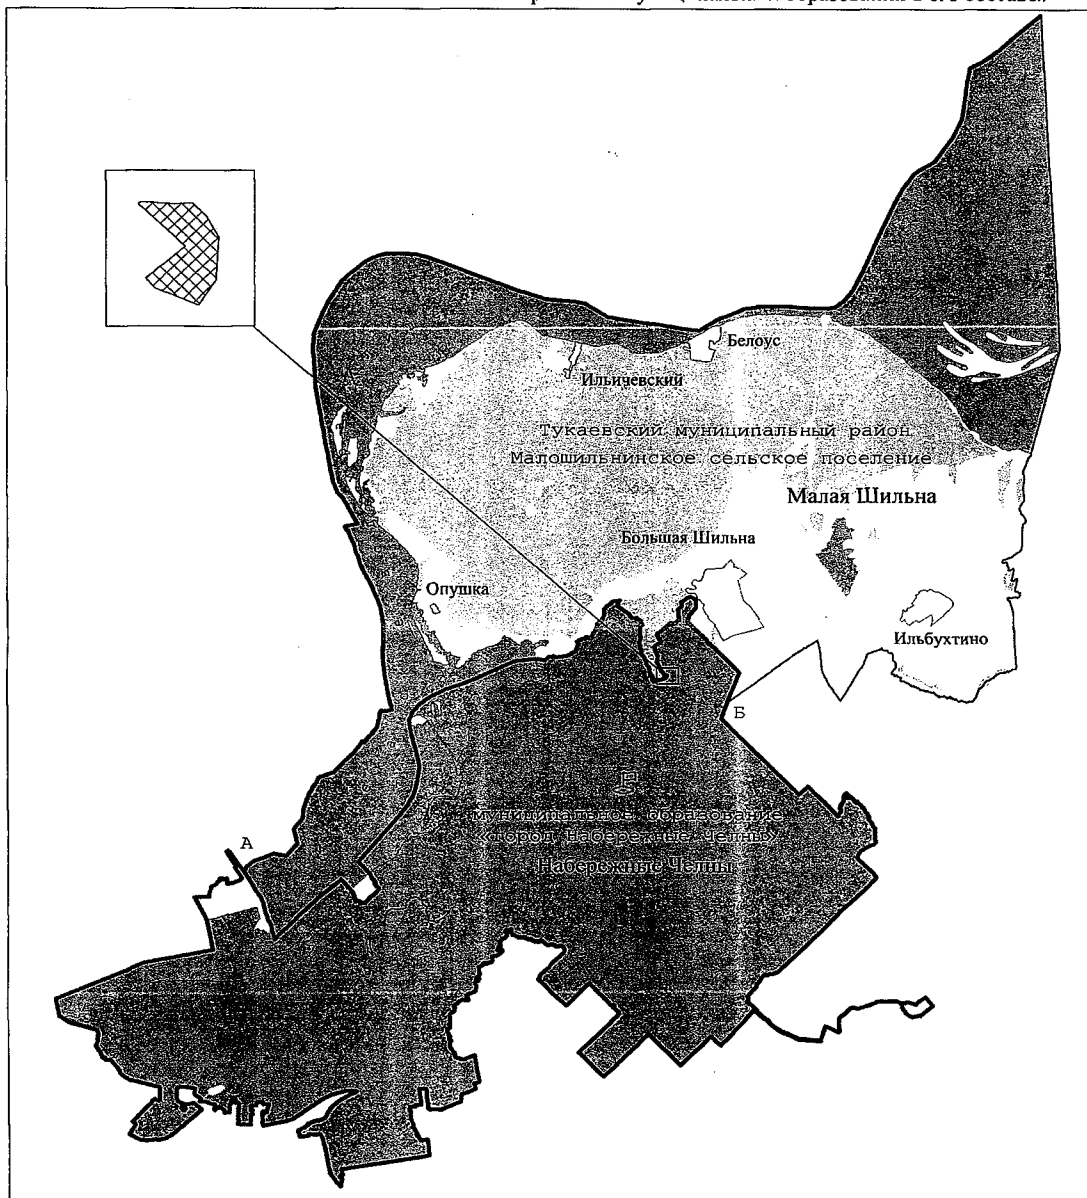 Белоус
Ильичевский
Тукаевский муниципальный район
Малошильнинское сельское поселение
Малая Шильна
Большая Шильна
Опушка
Ильбухтино
Б
Б
муниципальное образование
«город Набережные Челны»
Набережные Челны
А